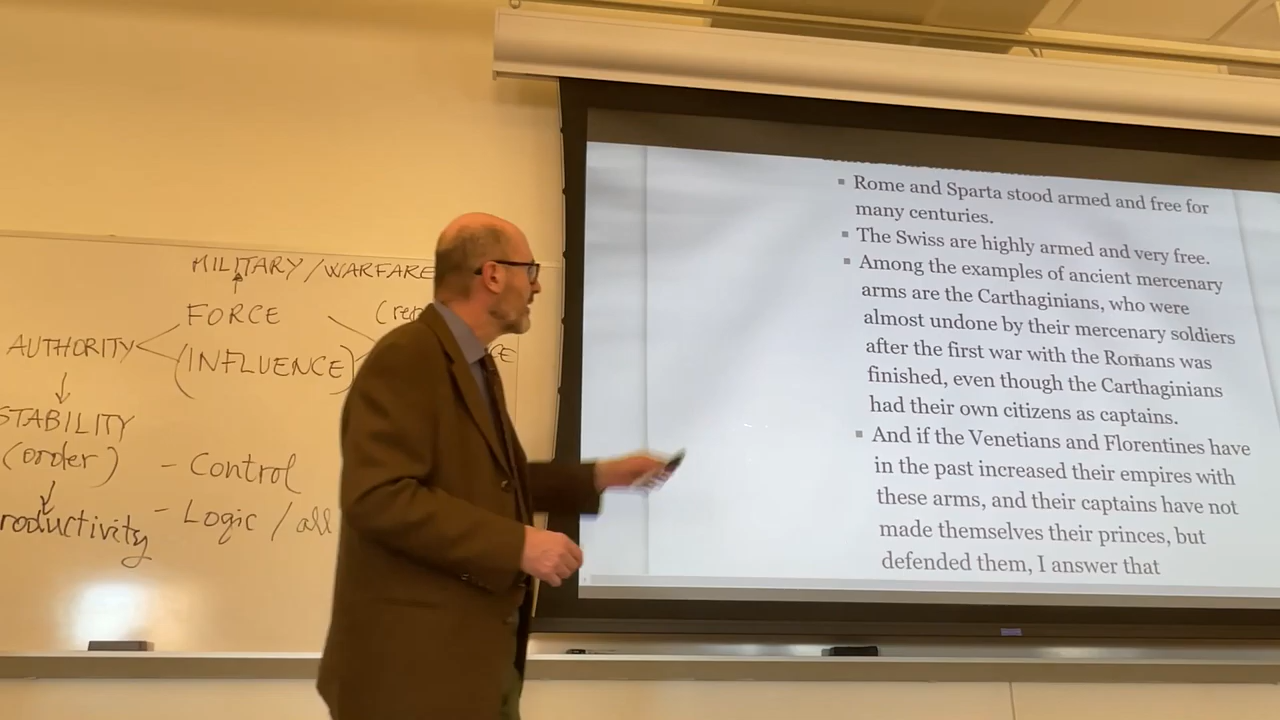 MILITARY/WARFARE
FORCE
AUTHORITY
(INFLUENCE)
STABILITY
(order)
- Control
- Logic / all
Rome and Sparta stood armed and free for
many centuries.
The Swiss are highly armed and very free.
Among the examples of ancient mercenary
arms are the Carthaginians, who were
almost undone by their mercenary soldiers
after the first war with the Romans was
finished, even though the Carthaginians
had their own citizens as captains.
And if the Venetians and Florentines have
in the past increased their empires with
these arms, and their captains have not
made themselves their princes, but
defended them, I answer that